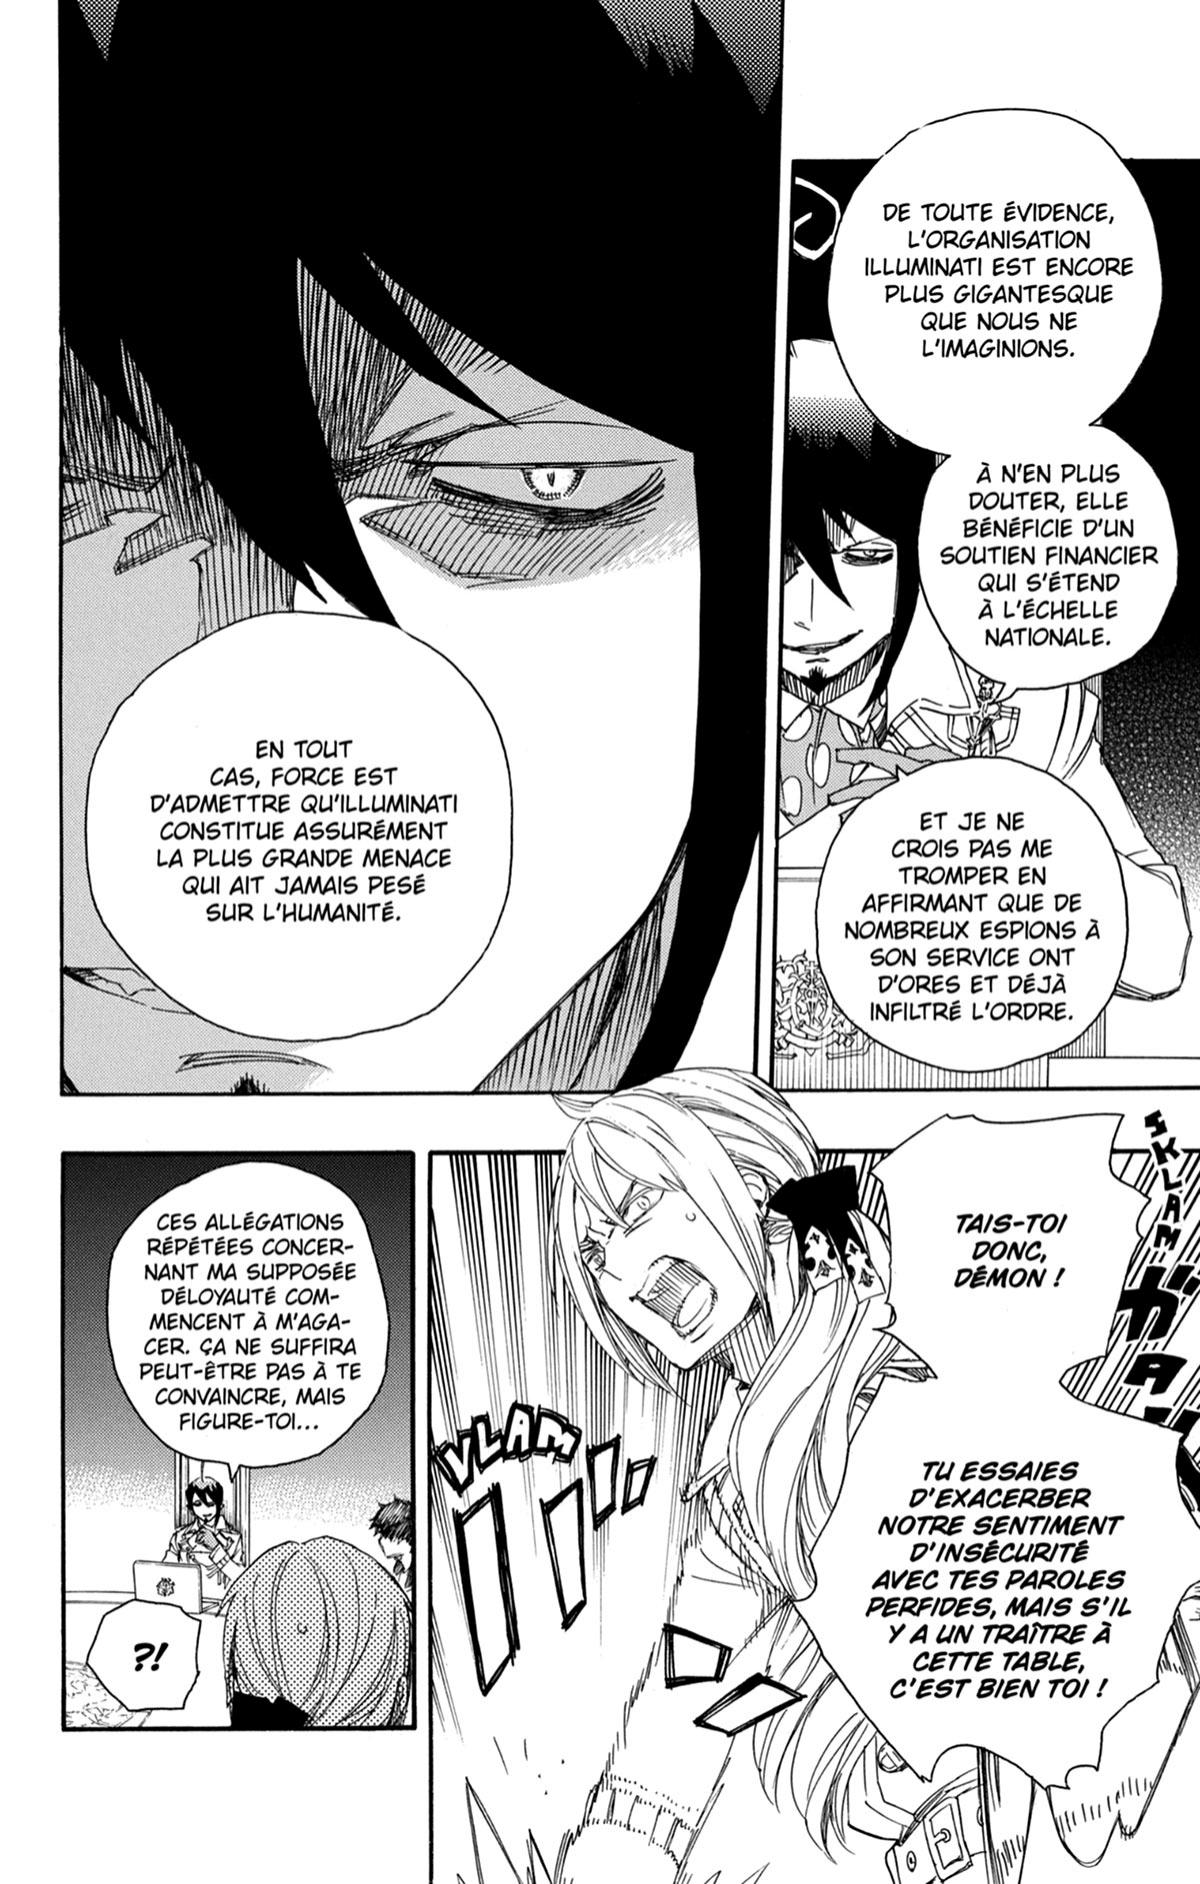 DE TOUTE ÉVIDENCE,
L'ORGANISATION
ILLUMINATI EST ENCORE
PLUS GIGANTESQUE
QUE NOUS NE
L'IMAGINIONS.
À N'EN PLUS
DOUTER, ELLE
BÉNÉFICIE D'UN
SOUTIEN FINANCIER
QUI S'ÉTEND
À L'ÉCHELLE
NATIONALE.
ET JE NE
CROIS PAS ME
TROMPER EN
AFFIRMANT QUE DE
NOMBREUX ESPIONS À
SON SERVICE ONT
D'ORES ET DÉJÀ
INFILTRÉ L'ORDRE.
EN TOUT
CAS, FORCE EST
D'ADMETTRE QU'ILLUMINATI
CONSTITUE ASSURÉMENT
LA PLUS GRANDE MENACE
QUI AIT JAMAIS PESÉ
SUR L'HUMANITÉ.
SKLAM
ガタ
TAIS-TOI
DONC,
DÉMON !
TU ESSAIES
D'EXACERBER
NOTRE SENTIMENT
D'INSÉCURITÉ
AVEC TES PAROLES
PERFIDES, MAIS S'IL
Y A UN TRAÎTRE À
CETTE TABLE,
C'EST BIEN TOI !
VLAM
CES ALLÉGATIONS
RÉPÉTÉES CONCER-
NANT MA SUPPOSÉE
DÉLOYAUTÉ COM-
MENCENT À M'AGA-
CER. ÇA NE SUFFIRA
PEUT-ÊTRE PAS À TE
CONVAINCRE, MAIS
FIGURE-TOI...
?!